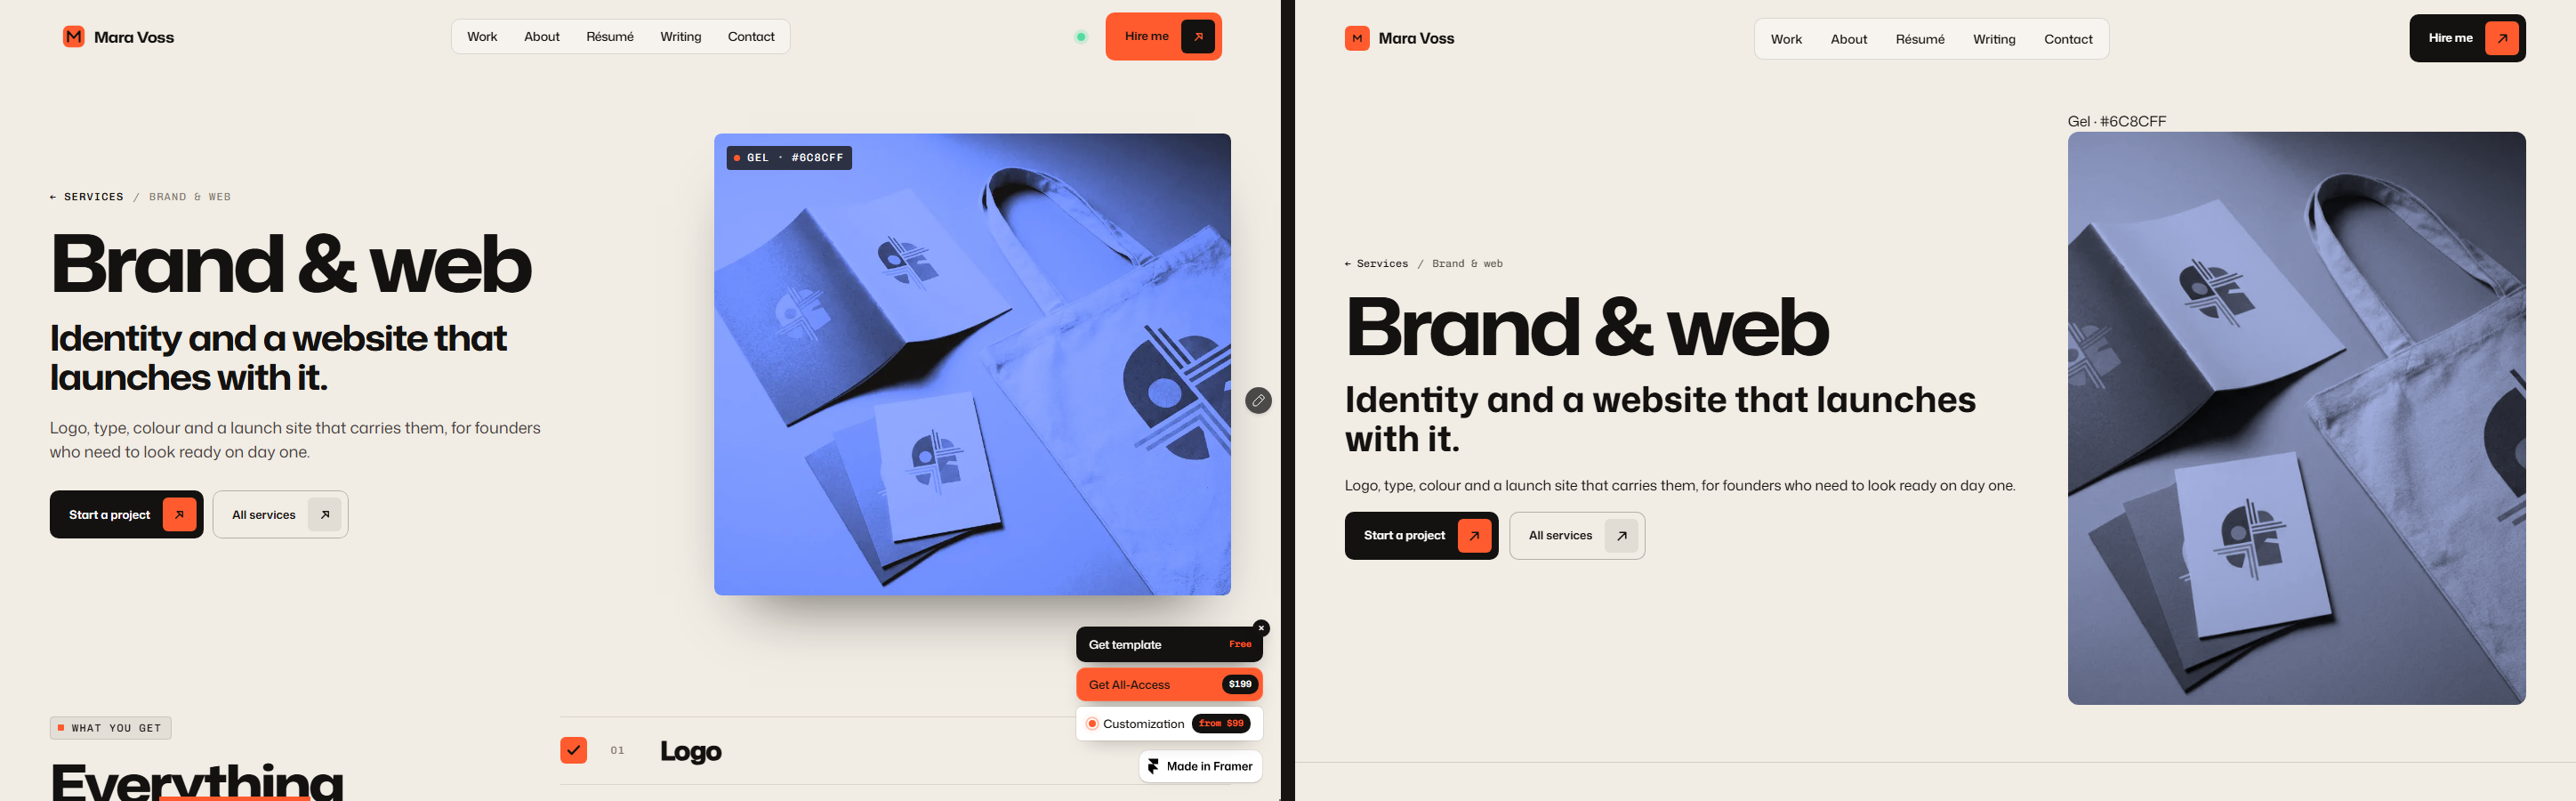 Mara Voss
Work About Résumé Writing Contact
Hire me
GEL · #6C8CFF
← SERVICES / BRAND & WEB
Brand & web
Identity and a website that
launches with it.
Logo, type, colour and a launch site that carries them, for founders
who need to look ready on day one.
Start a project
All services
Get template Free
Get All-Access $199
Customization from $99
Made in Framer
WHAT YOU GET
Everything
01 Logo
Mara Voss
Work About Résumé Writing Contact
Hire me
Gel · #6C8CFF
← Services / Brand & web
Brand & web
Identity and a website that launches
with it.
Logo, type, colour and a launch site that carries them, for founders who need to look ready on day one.
Start a project
All services